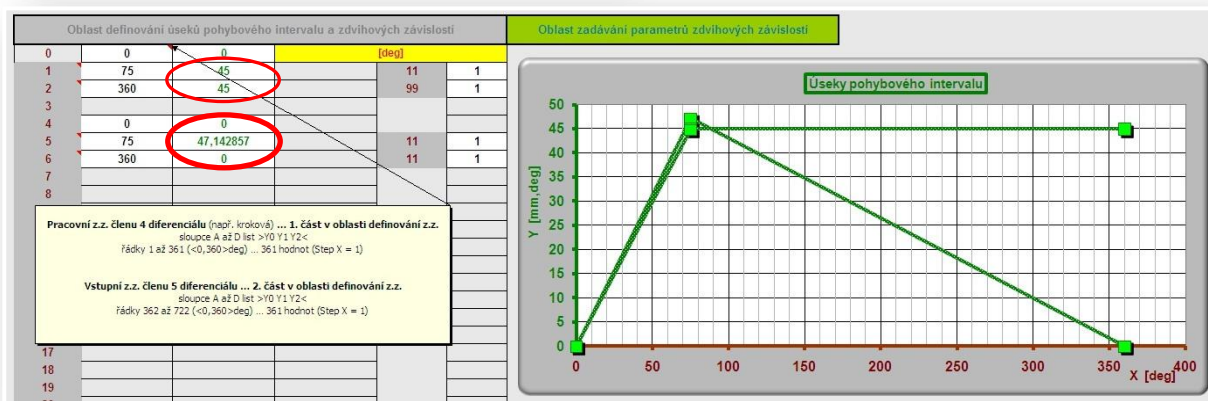 Oblast definování úseků pohybového intervalu a zdvihových závislostí
Oblast zadávání parametrů zdvihových závislostí
0 0 0 [deg]
1 75 45 11 1
2 360 45 99 1
3
4 0 0
5 75 47,142857 11 1
6 360 0 11 1
7
8
Pracovní z.z. členu 4 diferenciálu (např. kroková) ... 1. část v oblasti definování z.z.
sloupce A až D list >Y0 Y1 Y2<
řádky 1 až 361 (<0,360>deg) ... 361 hodnot (Step X = 1)
Vstupní z.z. členu 5 diferenciálu ... 2. část v oblasti definování z.z.
sloupce A až D list >Y0 Y1 Y2<
řádky 362 až 722 (<0,360>deg) ... 361 hodnot (Step X = 1)
17
18
19
Úseky pohybového intervalu
Y [mm,deg]
50
45
40
35
30
25
20
15
10
5
0
0 50 100 150 200 250 300 350 400
X [deg]